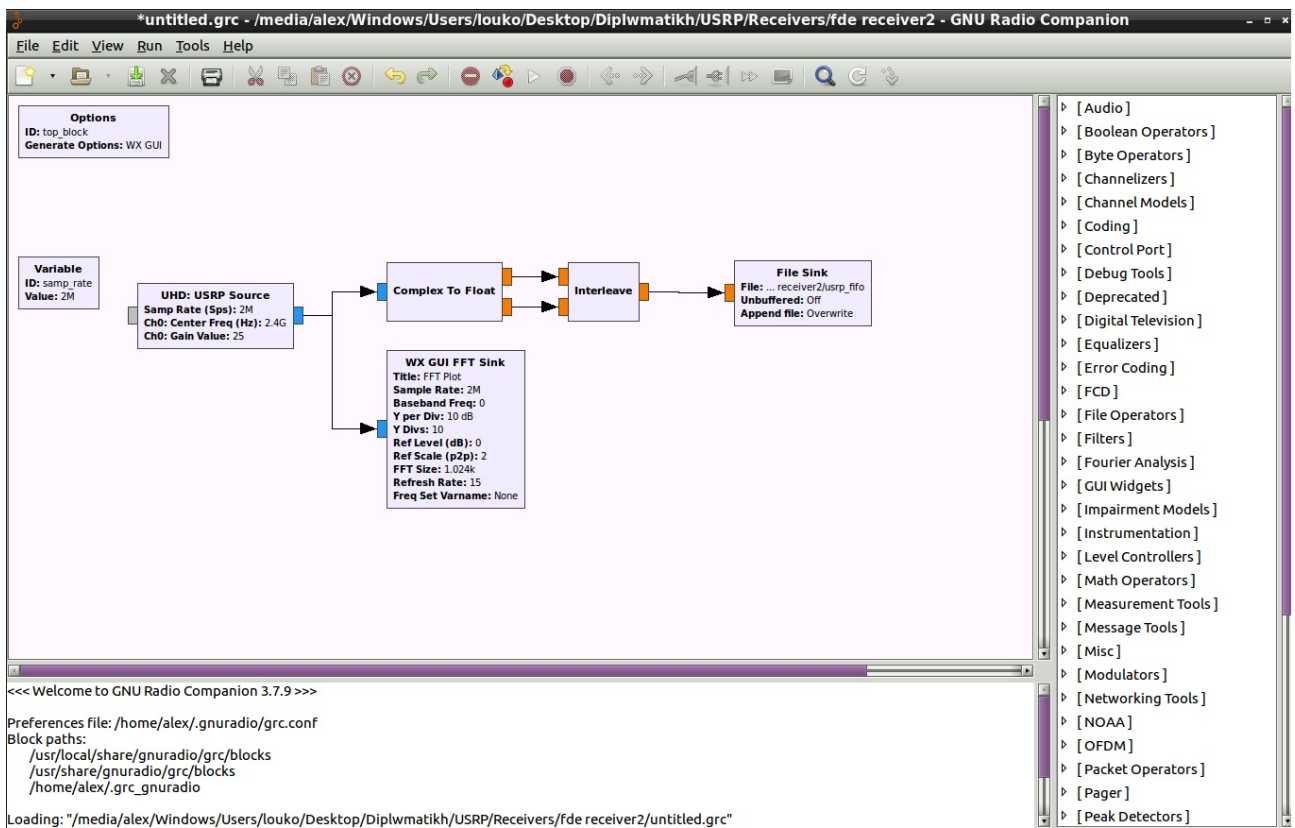 *untitled.grc - /media/alex/Windows/Users/louko/Desktop/Diplwmatikh/USRP/Receivers/fde receiver2 - GNU Radio Companion
File Edit View Run Tools Help
Options
ID: top_block
Generate Options: WX GUI
Variable
ID: samp_rate
Value: 2M
UHD: USRP Source
Samp Rate (Sps): 2M
Ch0: Center Freq (Hz): 2.4G
Ch0: Gain Value: 25
Complex To Float
Interleave
File Sink
File: ... receiver2/usrp_fifo
Unbuffered: Off
Append file: Overwrite
WX GUI FFT Sink
Title: FFT Plot
Sample Rate: 2M
Baseband Freq: 0
Y per Div: 10 dB
Y Divs: 10
Ref Level (dB): 0
Ref Scale (p2p): 2
FFT Size: 1.024k
Refresh Rate: 15
Freq Set Varname: None
[ Audio ]
[ Boolean Operators ]
[ Byte Operators ]
[ Channelizers ]
[ Channel Models ]
[ Coding ]
[ Control Port ]
[ Debug Tools ]
[ Deprecated ]
[ Digital Television ]
[ Equalizers ]
[ Error Coding ]
[ FCD ]
[ File Operators ]
[ Filters ]
[ Fourier Analysis ]
[ GUI Widgets ]
[ Impairment Models ]
[ Instrumentation ]
[ Level Controllers ]
[ Math Operators ]
[ Measurement Tools ]
[ Message Tools ]
[ Misc ]
[ Modulators ]
[ Networking Tools ]
[ NOAA ]
[ OFDM ]
[ Packet Operators ]
[ Pager ]
[ Peak Detectors ]
<<< Welcome to GNU Radio Companion 3.7.9 >>>
Preferences file: /home/alex/.gnuradio/grc.conf
Block paths:
/usr/local/share/gnuradio/grc/blocks
/usr/share/gnuradio/grc/blocks
/home/alex/.grc_gnuradio
Loading: "/media/alex/Windows/Users/louko/Desktop/Diplwmatikh/USRP/Receivers/fde receiver2/untitled.grc"